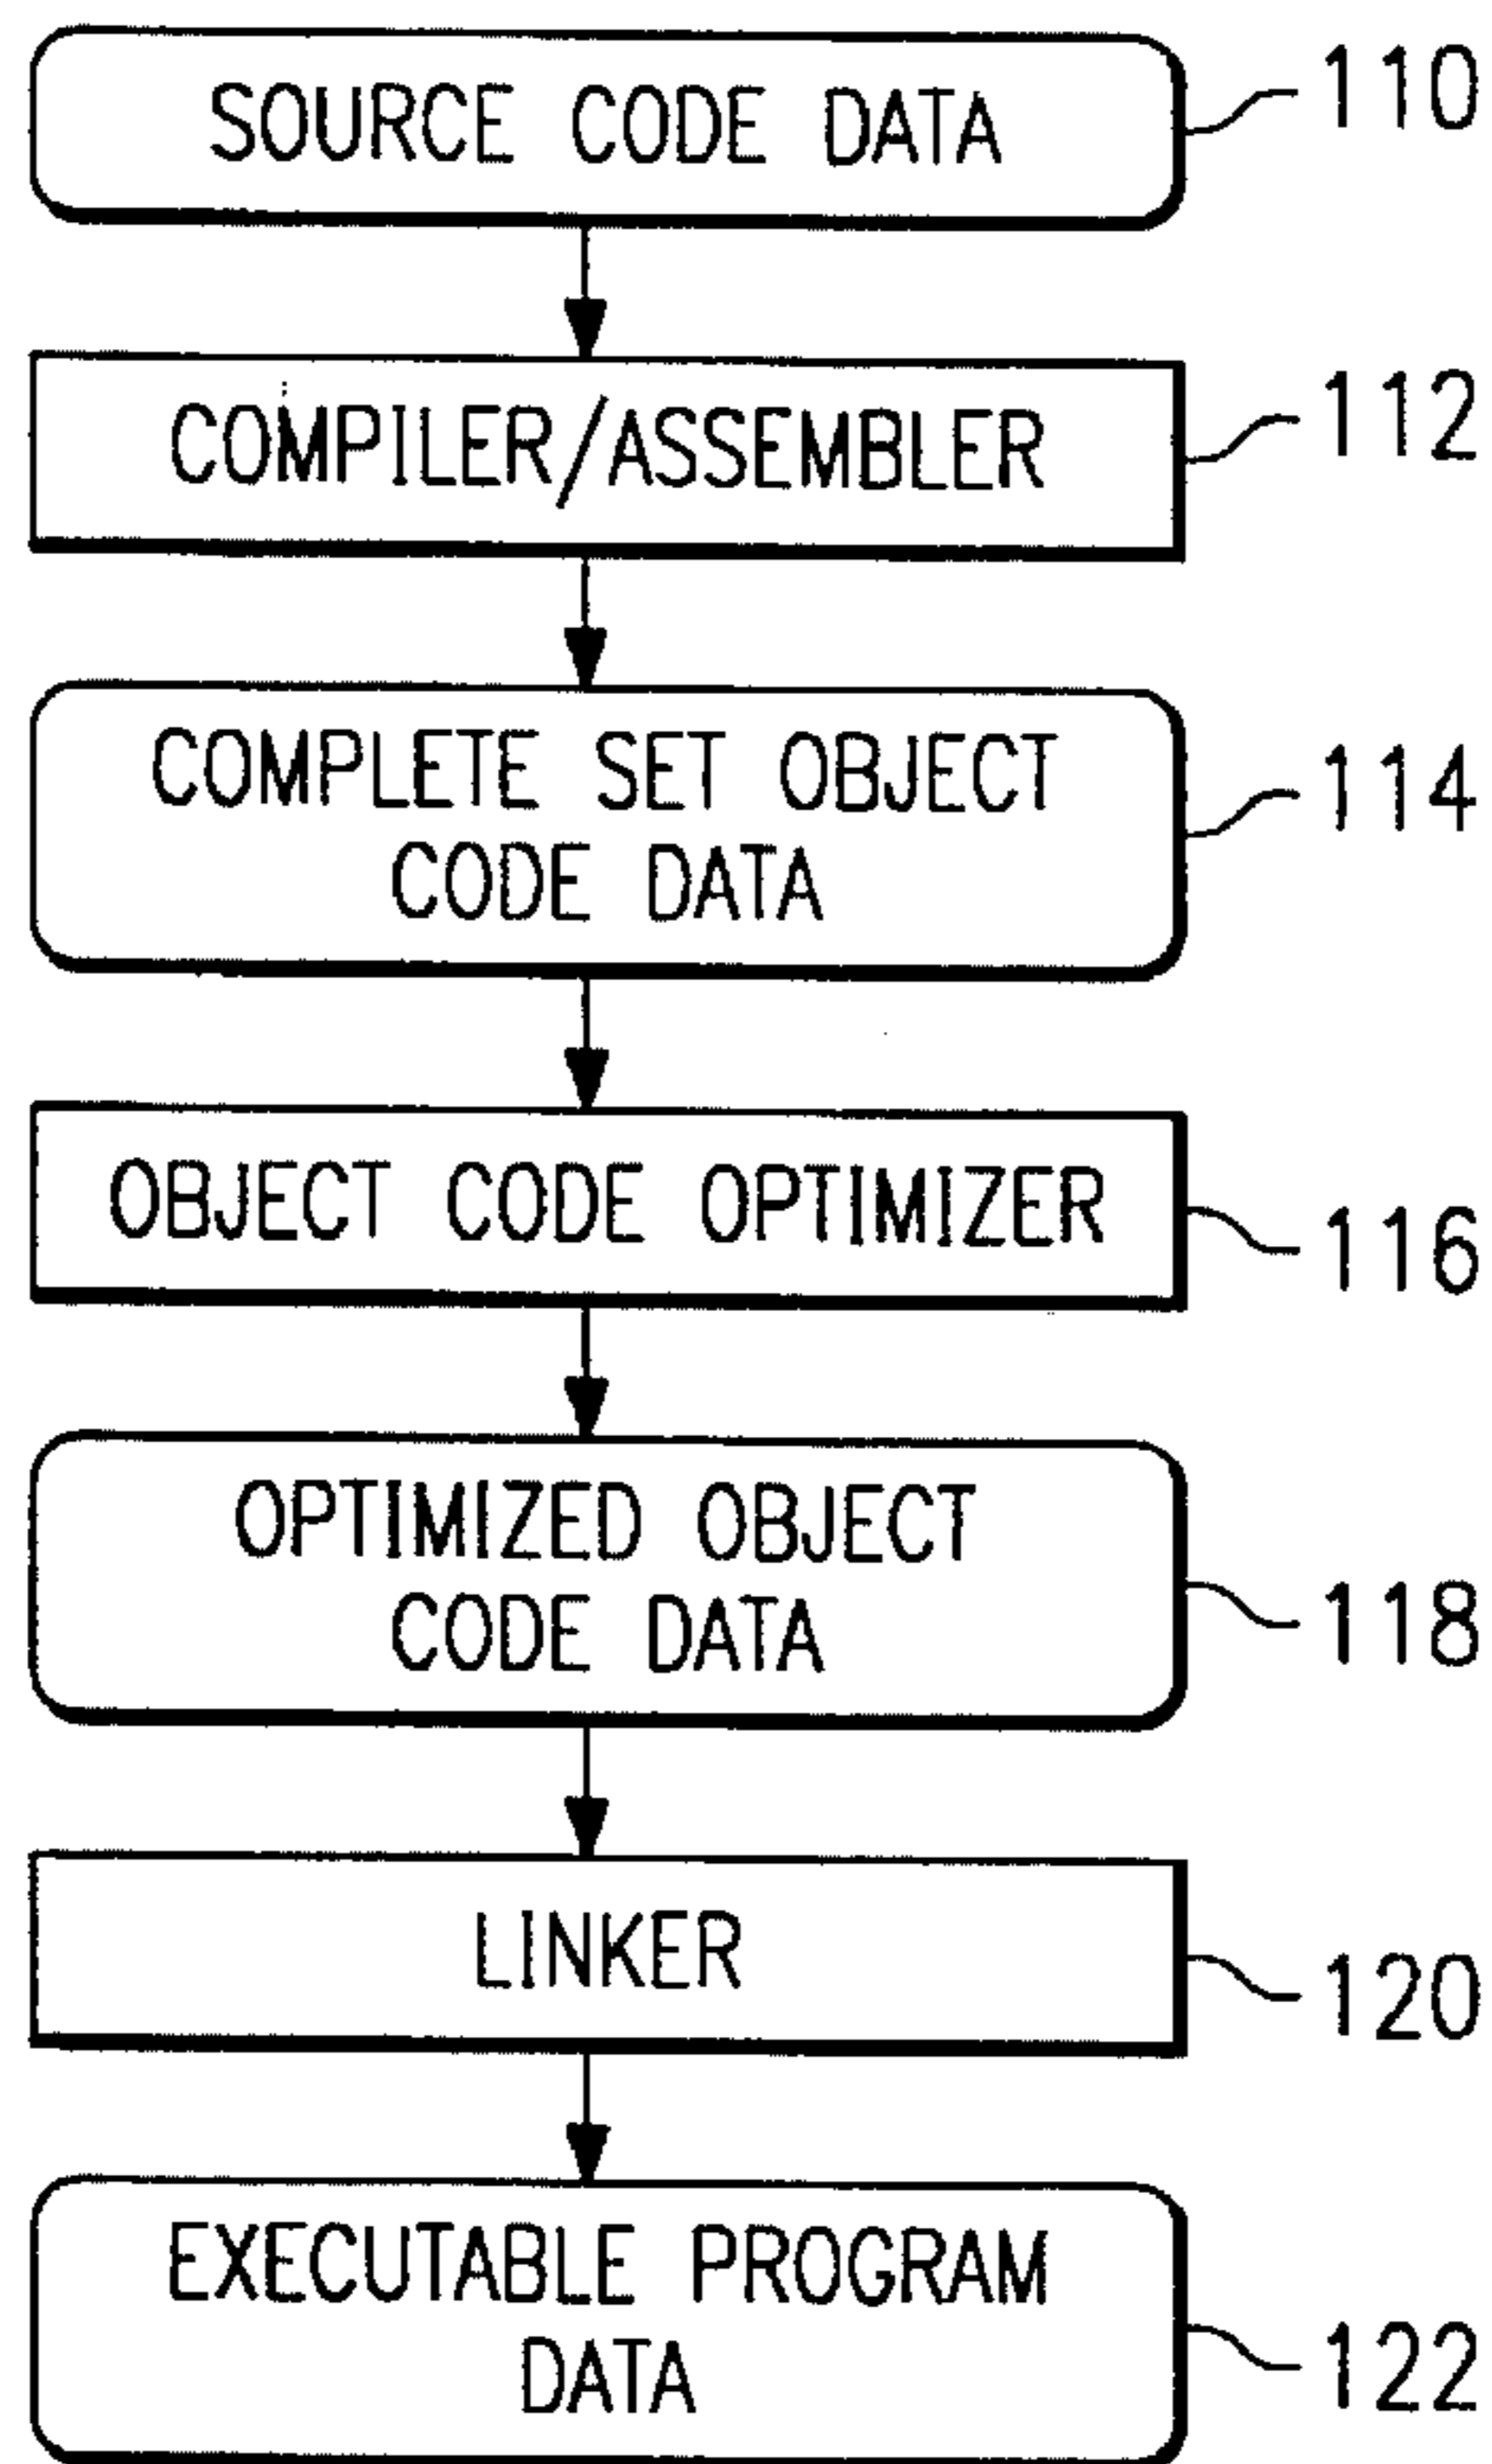 SOURCE CODE DATA
110
COMPILER/ASSEMBLER
112
COMPLETE SET OBJECT
CODE DATA
114
OBJECT CODE OPTIMIZER
116
OPTIMIZED OBJECT
CODE DATA
118
LINKER
120
EXECUTABLE PROGRAM
DATA
122